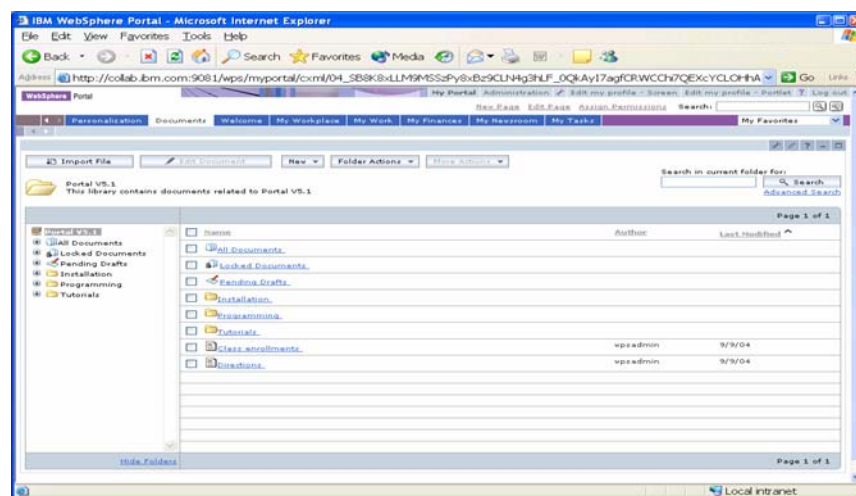 IBM WebSphere Portal - Microsoft Internet Explorer
File Edit View Favorites Tools Help
Back Search Favorites Media
Address http://collab.ibm.com:9081/wps/myportal/cxml/ Go Links
WebSphere Portal My Portal Administration Edit my profile - Screen Edit my profile - Portlet ? Log out
New Page Edit Page Assign Permissions Search:
Personalization Documents Welcome My Workplace My Work My Finances My Newsroom My Tasks My Favorites
Import File Edit Document New Folder Actions More Actions
Search in current folder for:
Portal V5.1
This library contains documents related to Portal V5.1
Search
Advanced Search
Page 1 of 1
Portal V5.1
All Documents
Locked Documents
Pending Drafts
Installation
Programming
Tutorials
Name Author Last Modified
All Documents
Locked Documents
Pending Drafts
Installation
Programming
Tutorials
Class enrollments wpsadmin 9/9/04
Directions wpsadmin 9/9/04
Hide Folders Page 1 of 1
Local intranet